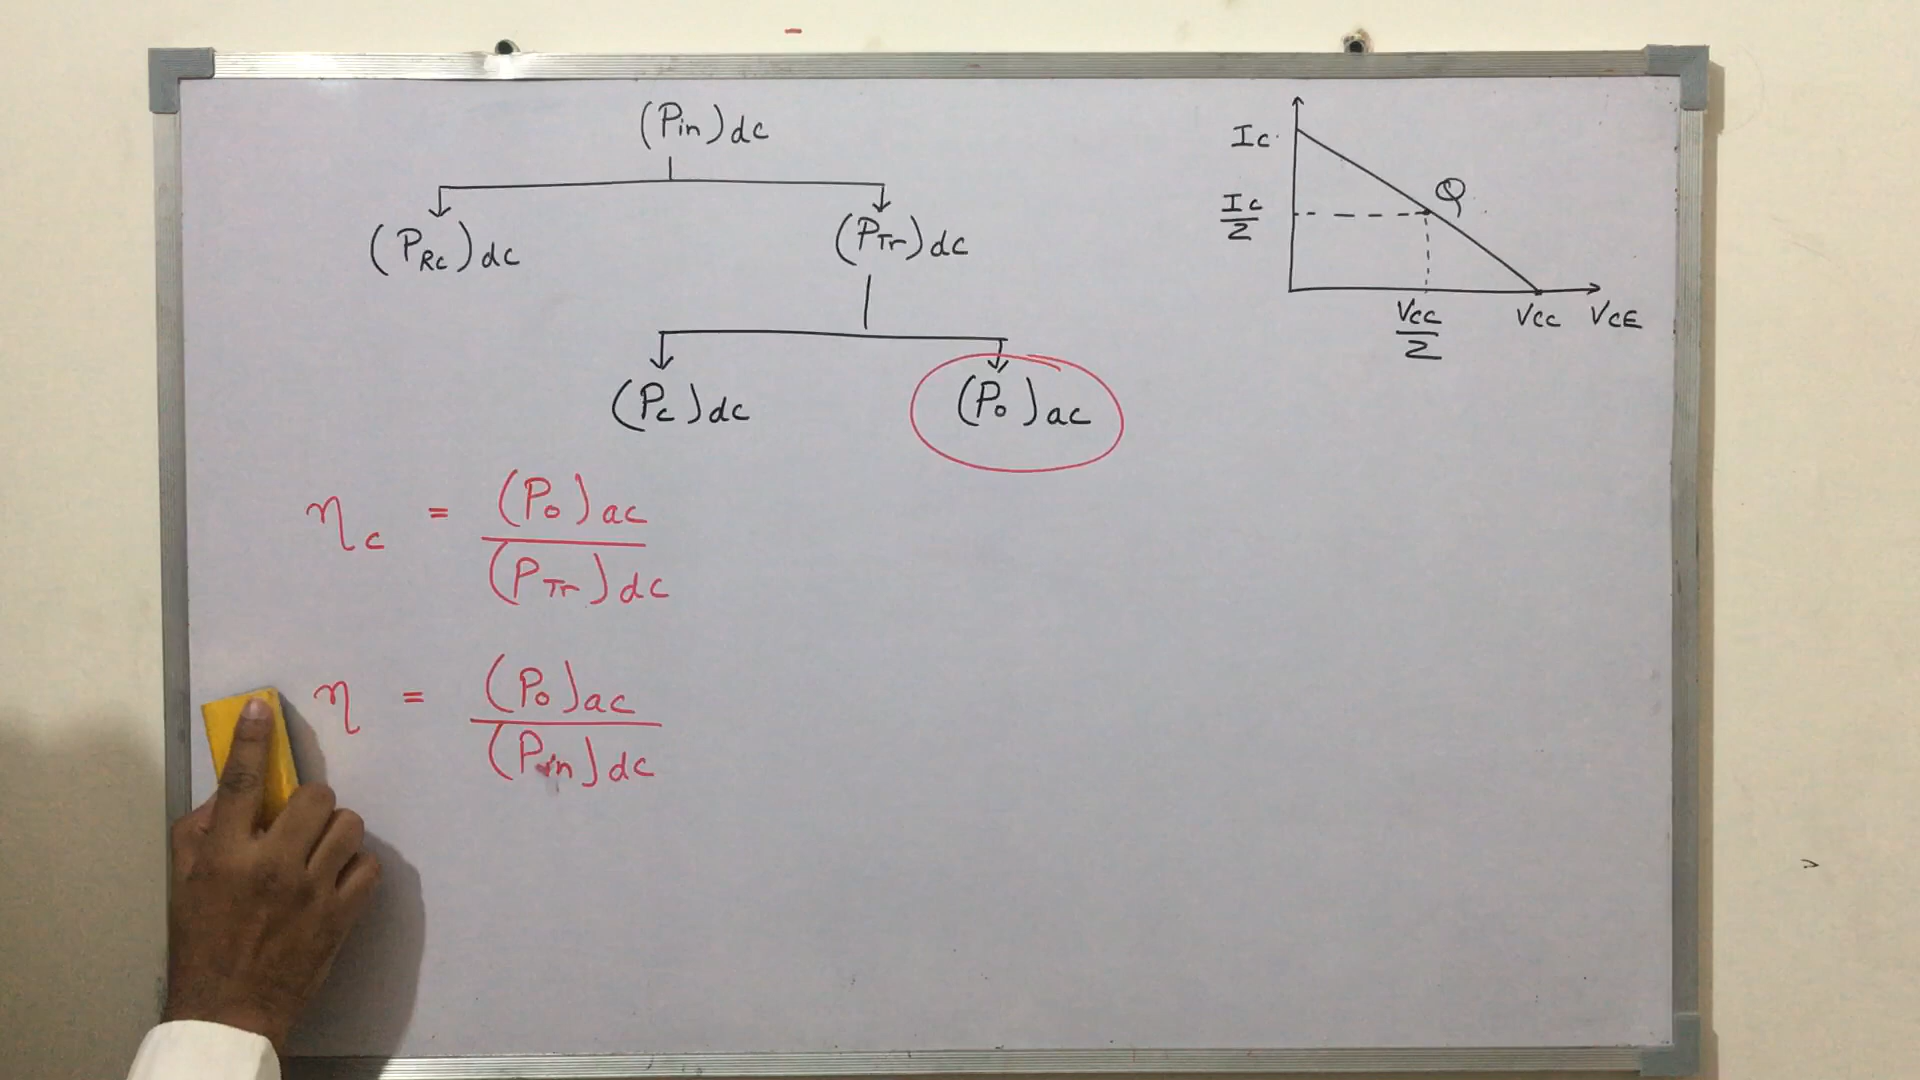 (Pin)dc
(PRc)dc
(PTr)dc
(Pc)dc
(Po)ac
ηc = (Po)ac
(PTr)dc
η = (Po)ac
(Pin)dc
Ic
Ic
2
Q
Vcc
2
Vcc
VCE